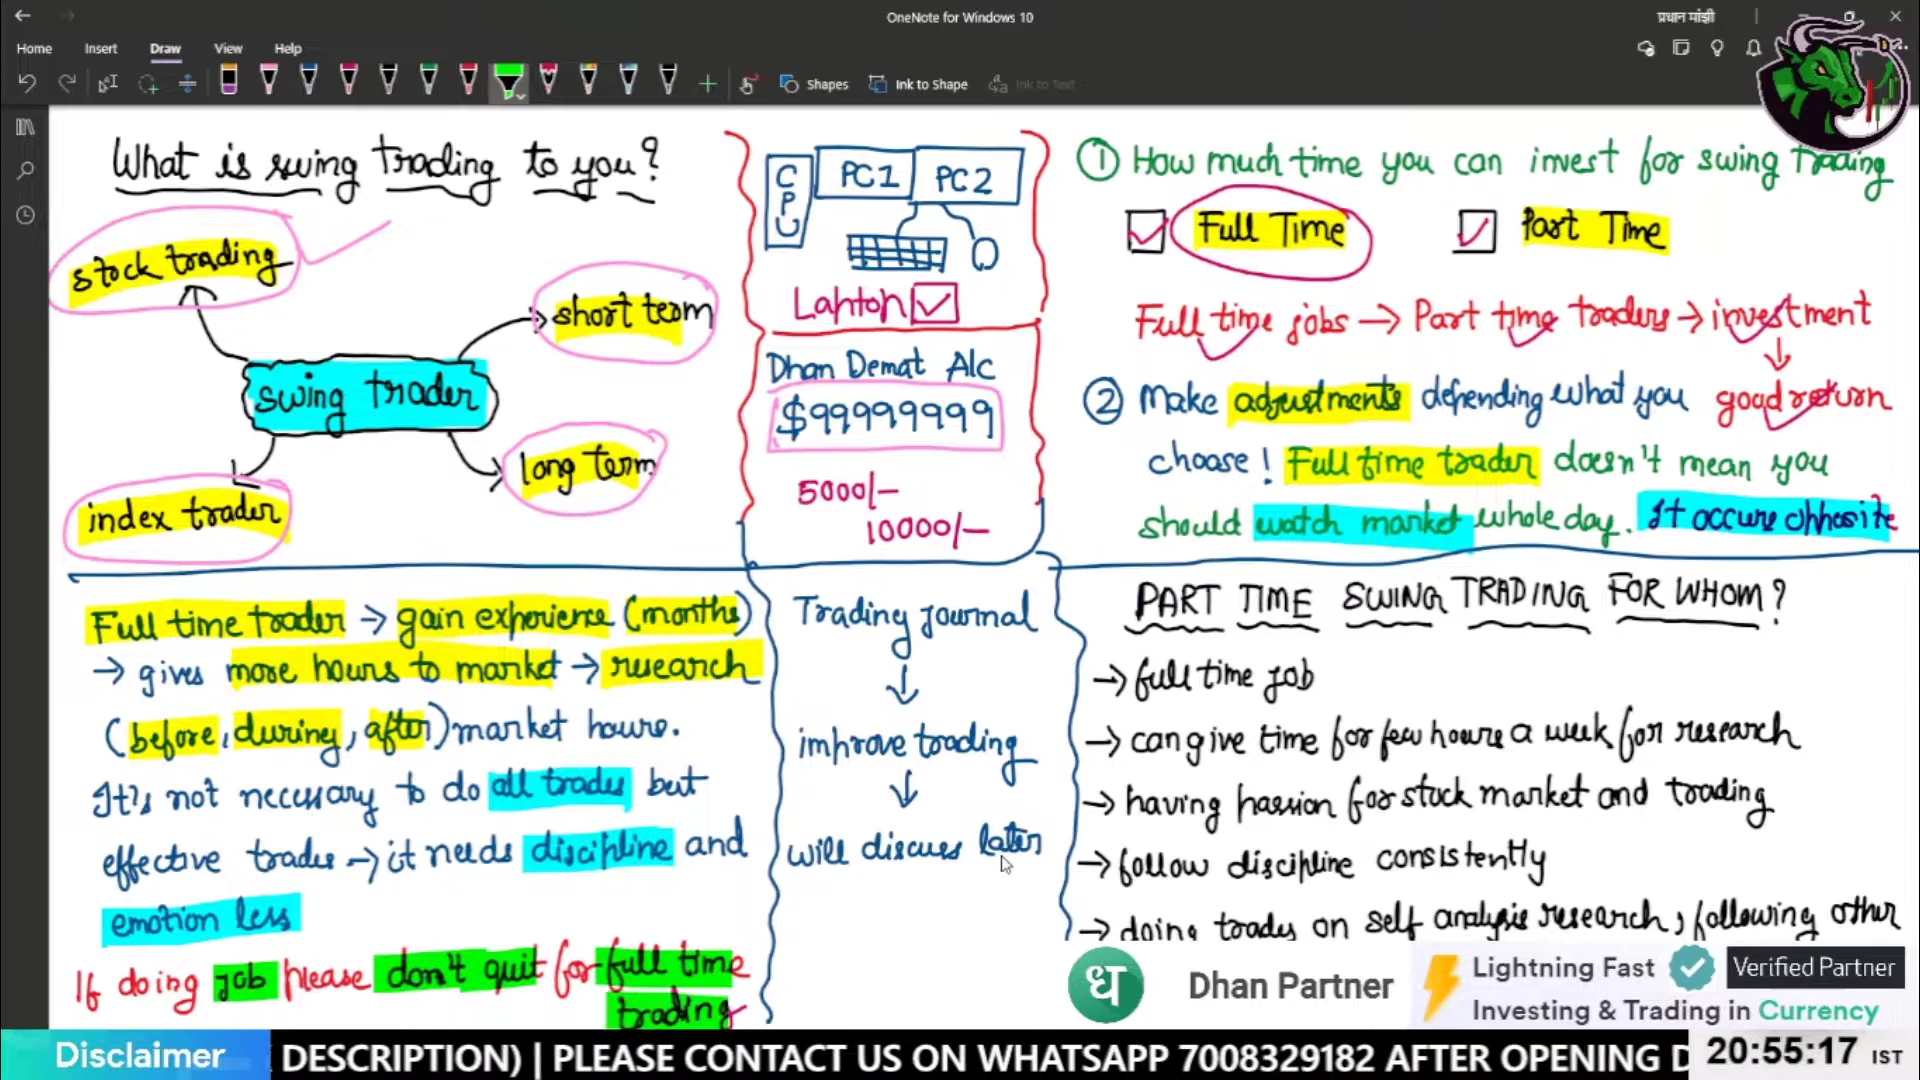 OneNote for Windows 10
प्रधान मांझी
Home Insert Draw View Help
Shapes Ink to Shape Ink to Text
What is swing trading to you?
stock trading
short term
swing trader
long term
index trader
CPU
PC1 PC2
Laptop
Dhan Demat A/c
$99999999
5000/-
10000/-
① How much time you can invest for swing trading
Full Time Part Time
Full time jobs → Part time traders → investment
↓
good return
② Make adjustments depending what you
choose! Full time trader doesn't mean you
should watch market whole day. It occure opposite
Full time trader → gain experience (months)
→ gives more hours to market → research
(before, during, after) market hours.
It's not necessary to do all trades but
effective trades → it needs discipline and
emotion less
If doing job please don't quit for full time
trading
Trading journal
↓
improve trading
↓
will discuss later
PART TIME SWING TRADING FOR WHOM?
→ full time job
→ can give time for few hours a week for research
→ having passion for stock market and trading
→ follow discipline consistently
→ doing trades on self analysis research, following other
ध Dhan Partner
Lightning Fast Verified Partner
Investing & Trading in Currency
Disclaimer
DESCRIPTION) | PLEASE CONTACT US ON WHATSAPP 7008329182 AFTER OPENING D
20:55:17 IST